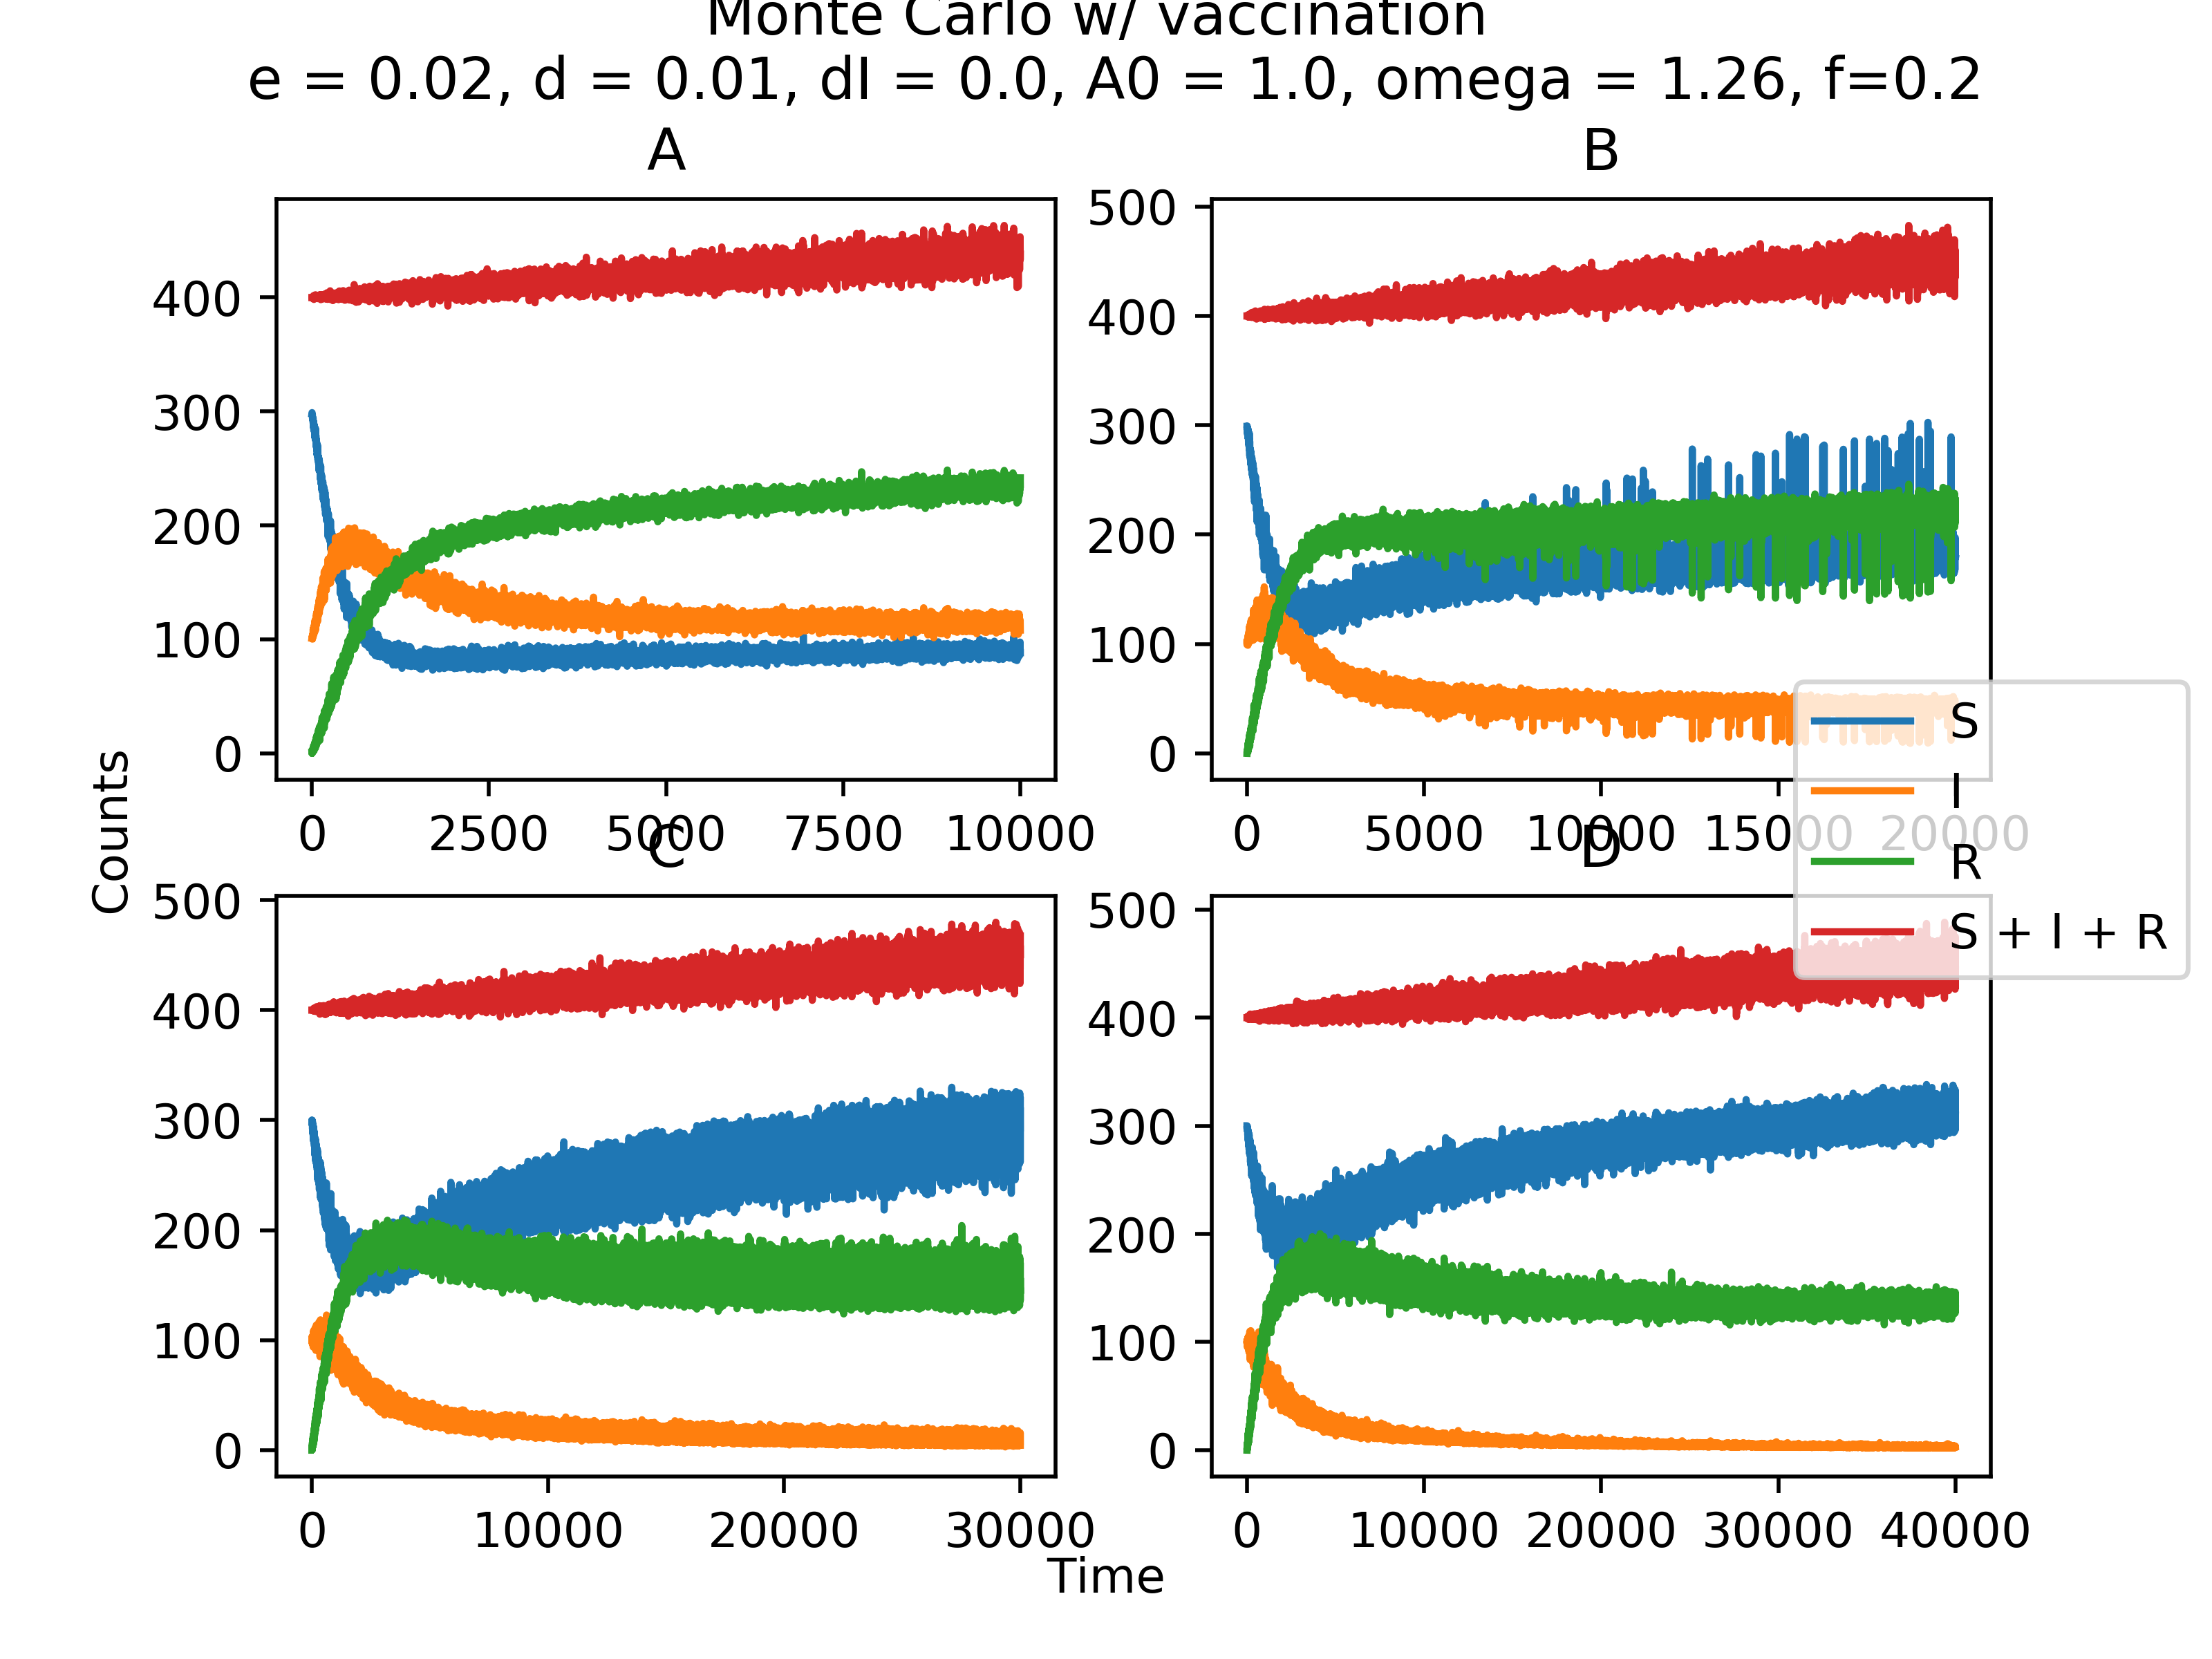 Monte Carlo w/ vaccination
e = 0.02, d = 0.01, dI = 0.0, A0 = 1.0, omega = 1.26, f=0.2
A
400
300
200
100
0
0 2500 5000 7500 10000
B
500
400
300
200
100
0
0 5000 10000 15000 20000
C
500
400
300
200
100
0
0 10000 20000 30000
D
500
400
300
200
100
0
0 10000 20000 30000 40000
S
I
R
S + I + R
Counts
Time